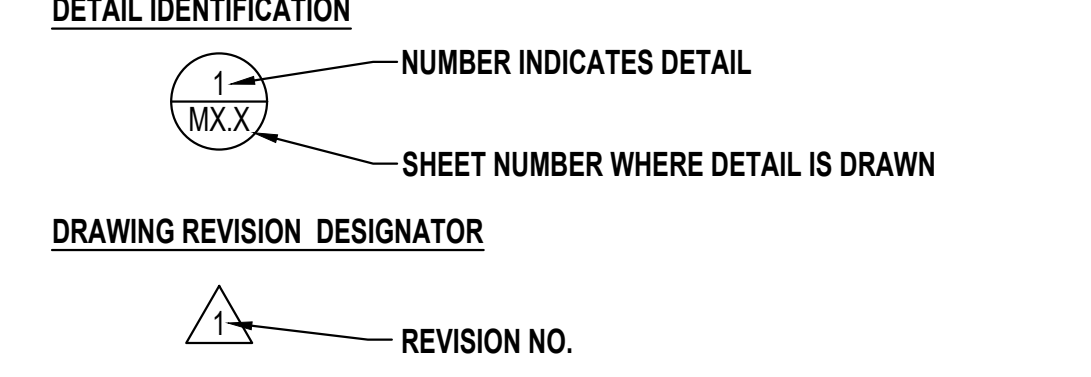 DETAIL IDENTIFICATION
1
NUMBER INDICATES DETAIL
MX.X
SHEET NUMBER WHERE DETAIL IS DRAWN
DRAWING REVISION DESIGNATOR
1
REVISION NO.